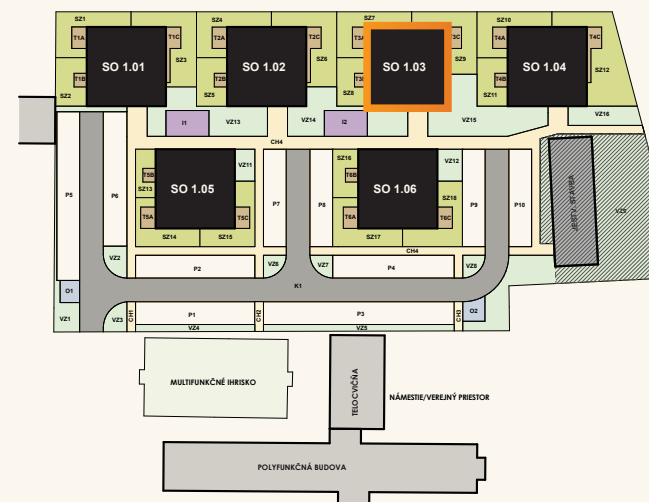 SZ1
SZ4
SZ7
SZ10
T1A
T1C
T2A
T2C
T3A
T3C
T4A
T4C
SO 1.01
SO 1.02
SO 1.03
SO 1.04
SZ3
SZ6
SZ9
SZ12
T1B
T2B
T3B
T4B
SZ2
SZ5
SZ8
SZ11
I1
VZ13
VZ14
I2
VZ15
VZ16
CH4
P5
P6
T5B
SZ13
SO 1.05
VZ11
P7
P8
SZ16
T6B
SO 1.06
VZ12
SZ18
P9
P10
T5A
T5C
T6A
T6C
SZ14
SZ15
SZ17
CH4
VZ2
P2
VZ6
VZ7
P4
VZ8
O1
K1
VZ1
VZ3
CH1
P1
CH2
P3
CH3
O2
VZ4
VZ5
MULTIFUNKČNÉ IHRISKO
TELOCVIČŇA
NÁMESTIE/VEREJNÝ PRIESTOR
POLYFUNKČNÁ BUDOVA